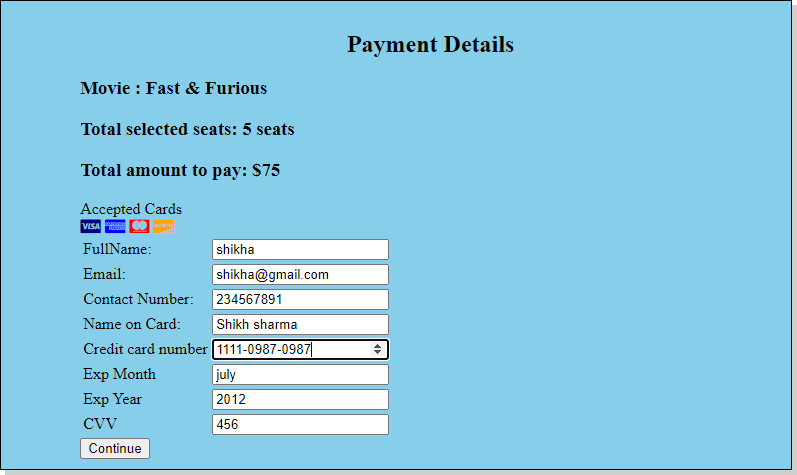 Payment Details
Movie : Fast & Furious
Total selected seats: 5 seats
Total amount to pay: $75
Accepted Cards
VISA
FullName: shikha
Email: shikha@gmail.com
Contact Number: 234567891
Name on Card: Shikh sharma
Credit card number 1111-0987-0987
Exp Month july
Exp Year 2012
CVV 456
Continue